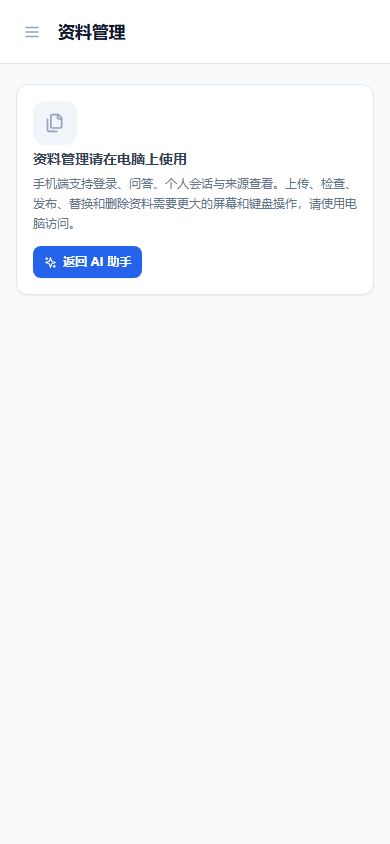 资料管理
资料管理请在电脑上使用
手机端支持登录、问答、个人会话与来源查看。上传、检查、
发布、替换和删除资料需要更大的屏幕和键盘操作，请使用电
脑访问。
返回 AI 助手